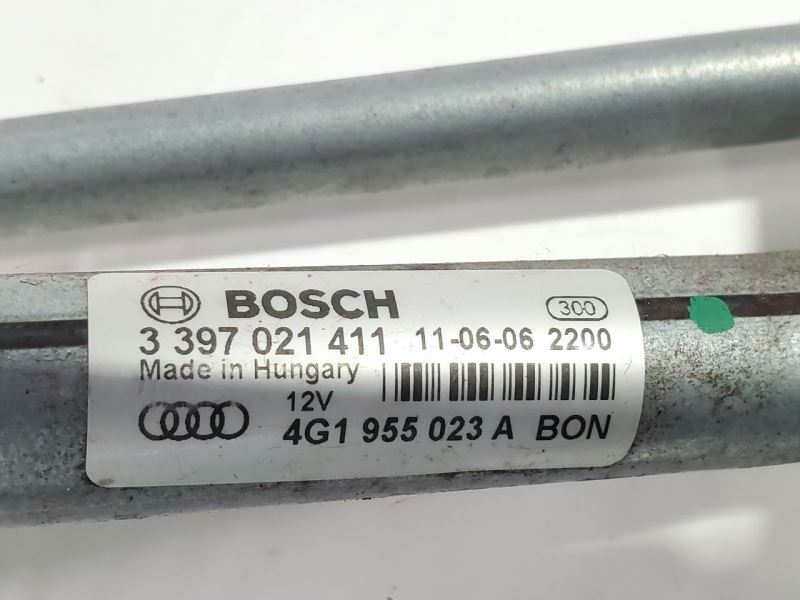 BOSCH 300
3 397 021 411 11-06-06 2200
Made in Hungary
12V
4G1 955 023 A BON